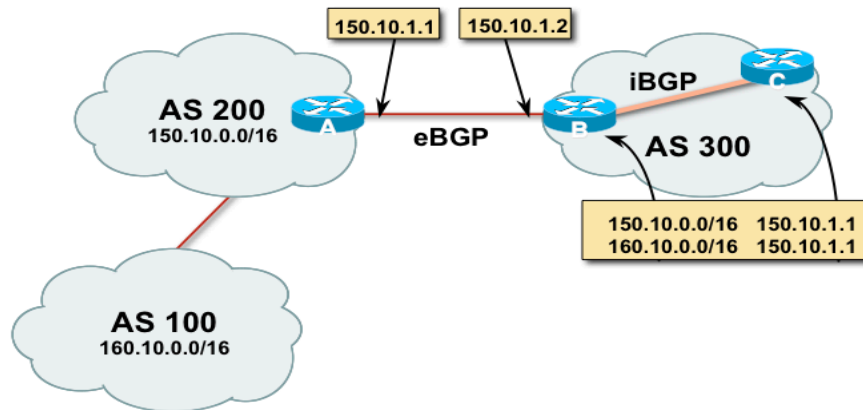 150.10.1.1
150.10.1.2
AS 200
150.10.0.0/16
A
eBGP
B
iBGP
C
AS 300
150.10.0.0/16 150.10.1.1
160.10.0.0/16 150.10.1.1
AS 100
160.10.0.0/16